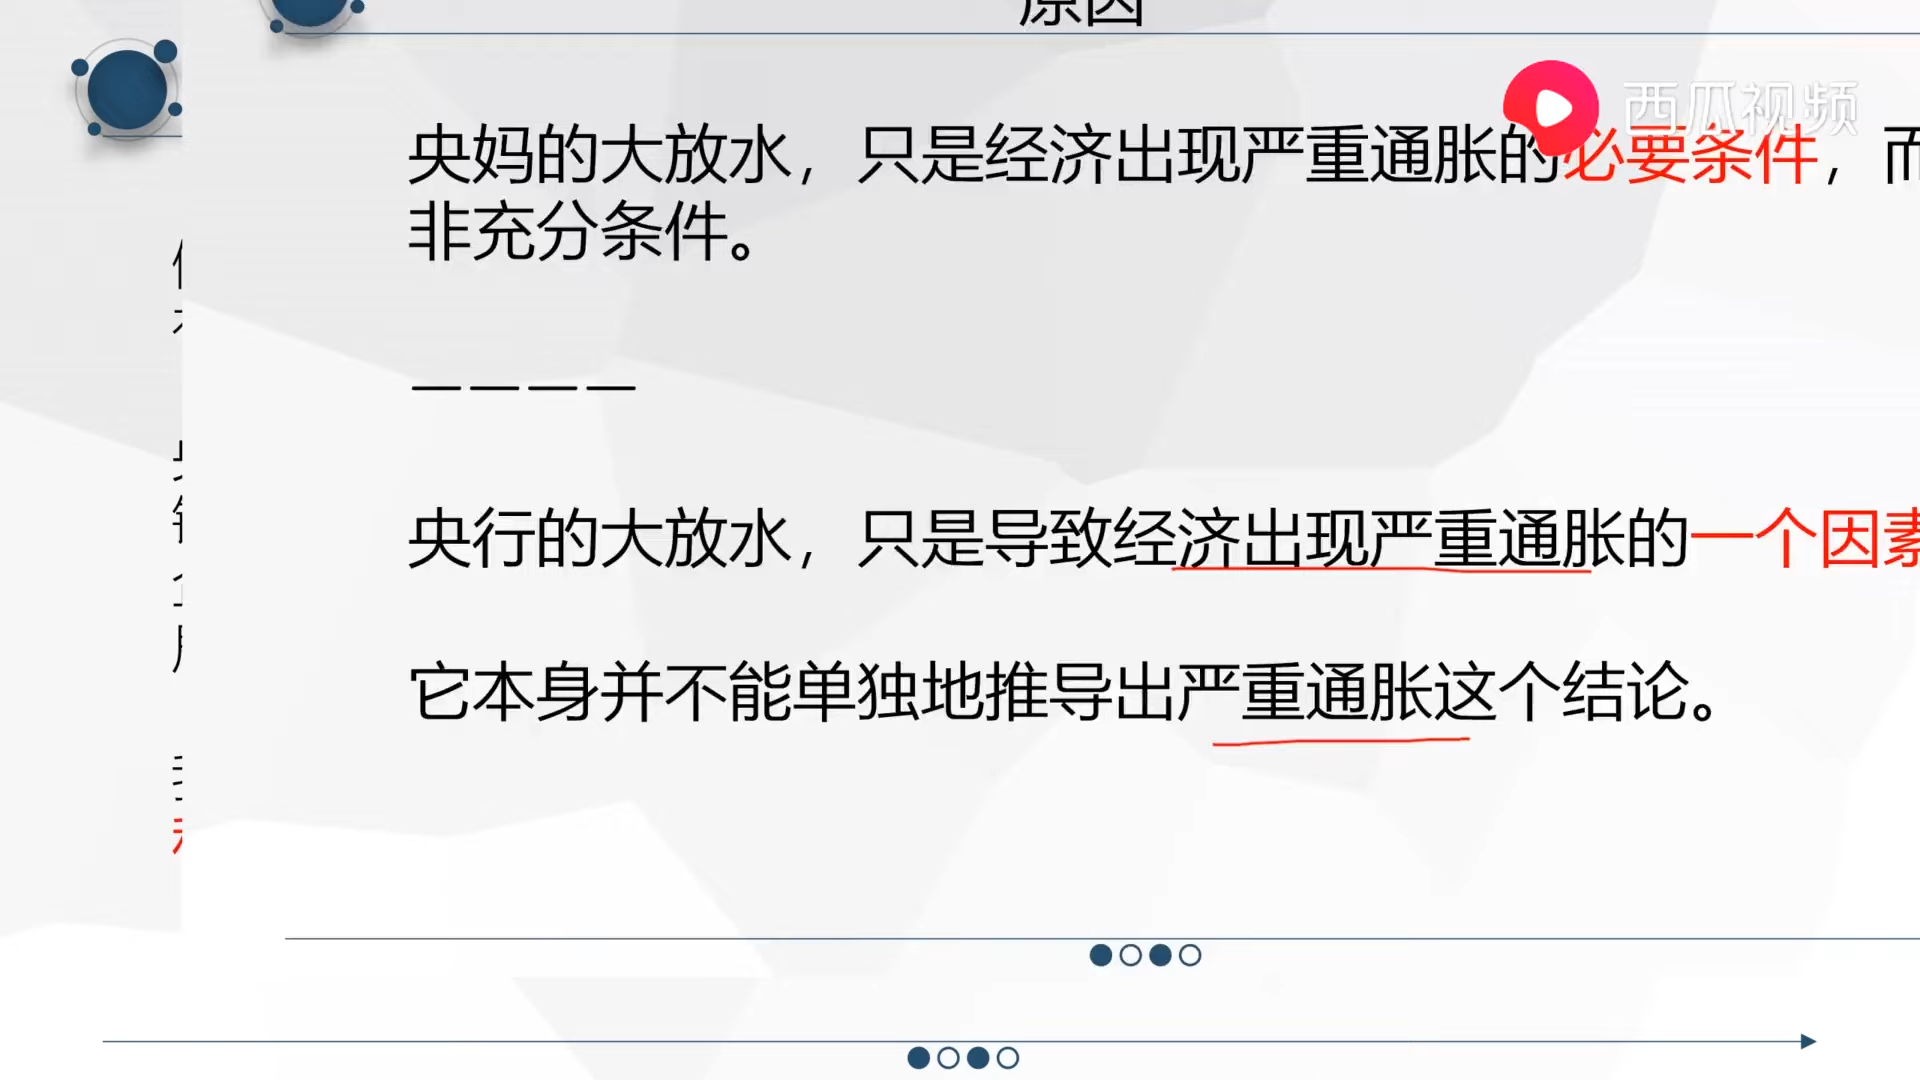 原因
西瓜视频
央妈的大放水，只是经济出现严重通胀的必要条件，而
非充分条件。
————
央行的大放水，只是导致经济出现严重通胀的一个因素
它本身并不能单独地推导出严重通胀这个结论。